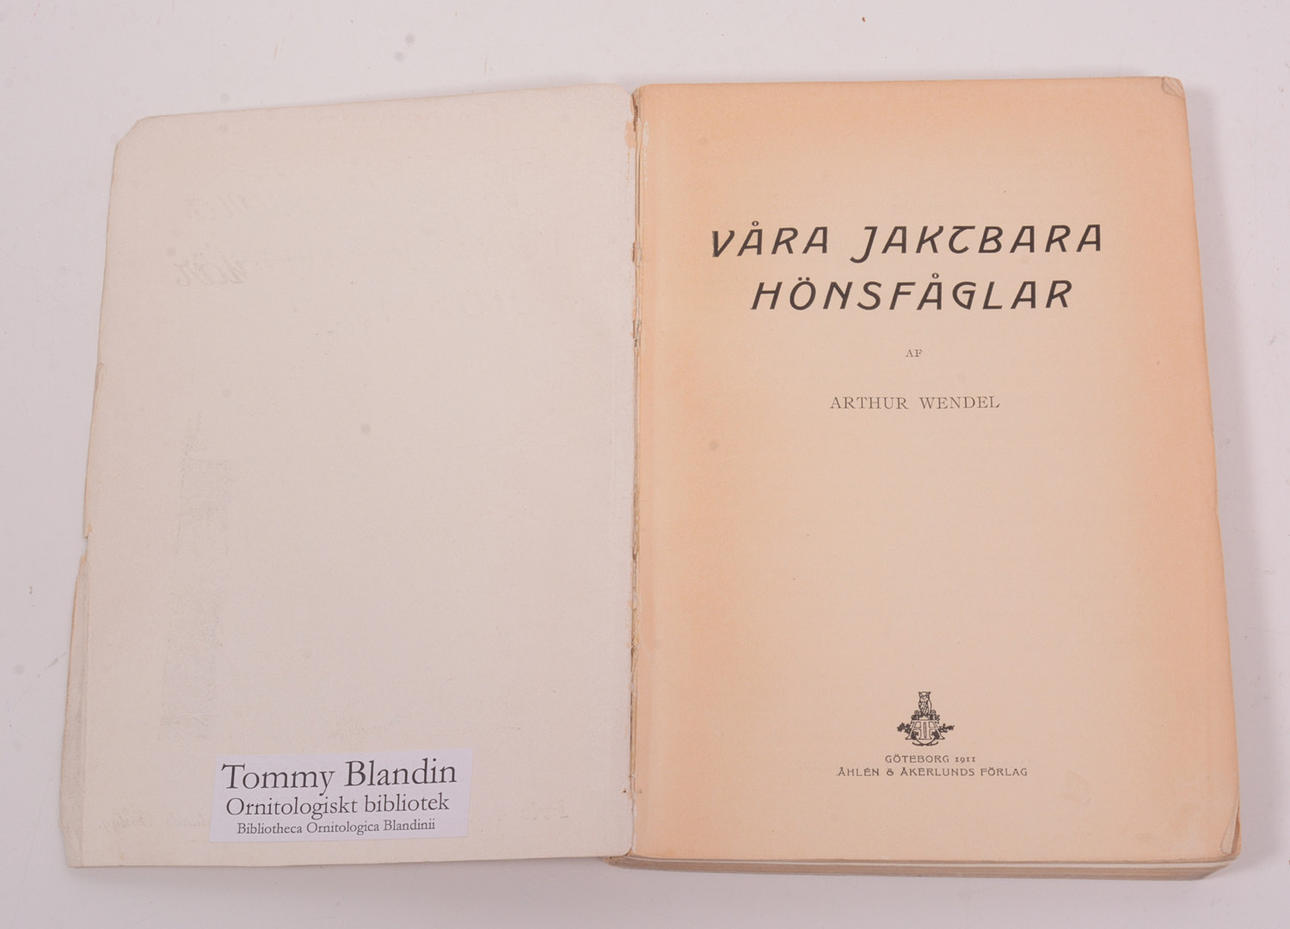 Tommy Blandin
Ornitologiskt bibliotek
Bibliotheca Ornitologica Blandinii
VÅRA JAKTBARA
HÖNSFÅGLAR
AF
ARTHUR WENDEL
GÖTEBORG 1911
ÅHLÉN & ÅKERLUNDS FÖRLAG